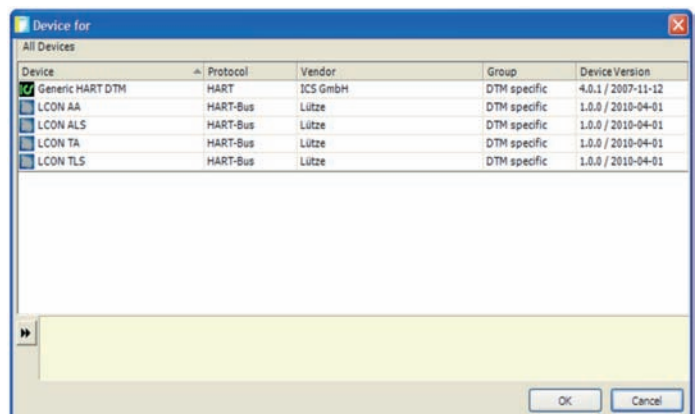 Device for
All Devices
Device Protocol Vendor Group Device Version
Generic HART DTM HART ICS GmbH DTM specific 4.0.1 / 2007-11-12
LCON AA HART-Bus Lütze DTM specific 1.0.0 / 2010-04-01
LCON ALS HART-Bus Lütze DTM specific 1.0.0 / 2010-04-01
LCON TA HART-Bus Lütze DTM specific 1.0.0 / 2010-04-01
LCON TLS HART-Bus Lütze DTM specific 1.0.0 / 2010-04-01
OK Cancel